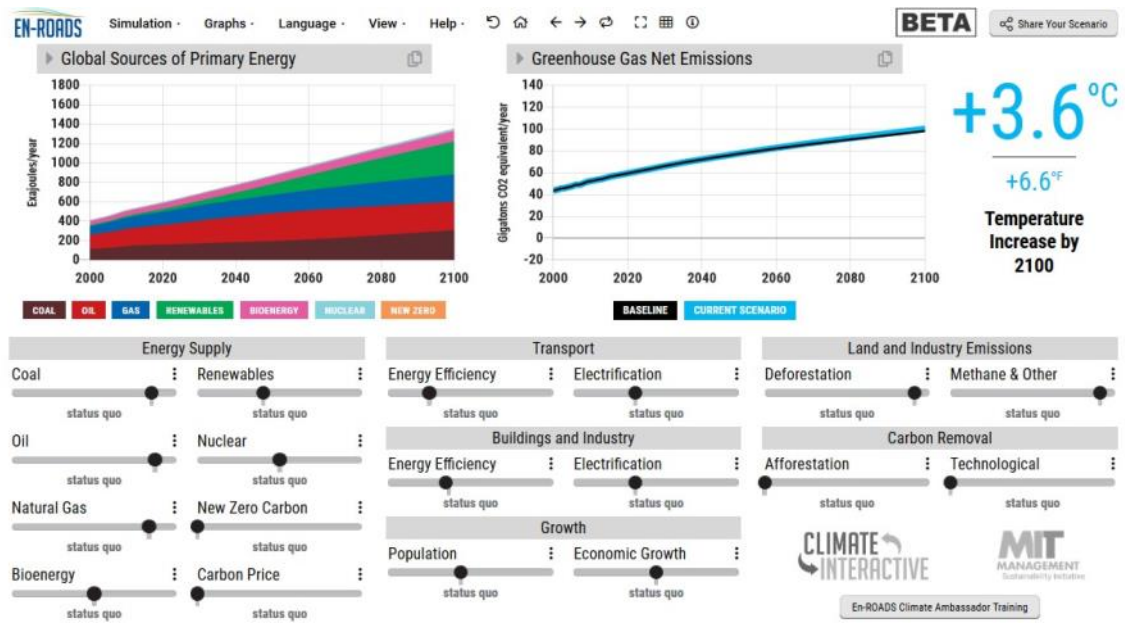 EN-ROADS
Simulation · Graphs · Language · View · Help ·
BETA
Share Your Scenario
Global Sources of Primary Energy
Exajoules/year
1800
1600
1400
1200
1000
800
600
400
200
0
2000 2020 2040 2060 2080 2100
COAL OIL GAS RENEWABLES BIOENERGY NUCLEAR NEW ZERO
Greenhouse Gas Net Emissions
Gigatons CO2 equivalent/year
140
120
100
80
60
40
20
0
-20
2000 2020 2040 2060 2080 2100
BASELINE CURRENT SCENARIO
+3.6 °C
+6.6°F
Temperature
Increase by
2100
Energy Supply
Coal Renewables
status quo status quo
Oil Nuclear
status quo status quo
Natural Gas New Zero Carbon
status quo status quo
Bioenergy Carbon Price
status quo status quo
Transport
Energy Efficiency Electrification
status quo status quo
Buildings and Industry
Energy Efficiency Electrification
status quo status quo
Growth
Population Economic Growth
status quo status quo
Land and Industry Emissions
Deforestation Methane & Other
status quo status quo
Carbon Removal
Afforestation Technological
status quo status quo
CLIMATE
INTERACTIVE
MIT
MANAGEMENT
Sustainability Initiative
En-ROADS Climate Ambassador Training